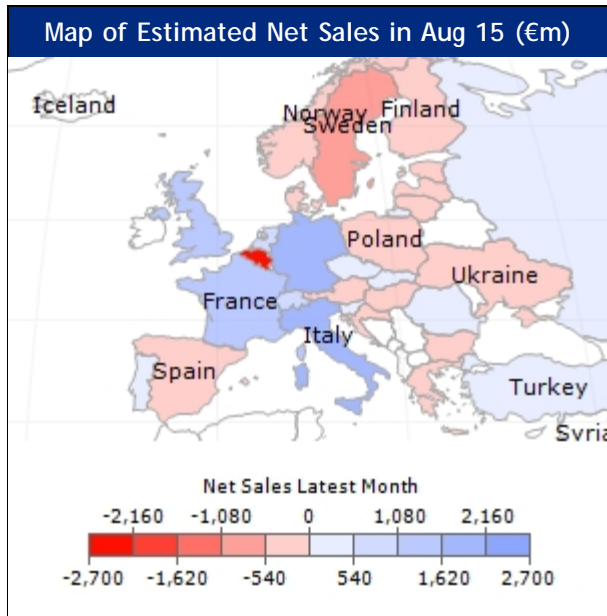 Map of Estimated Net Sales in Aug 15 (€m)
Iceland
Norway
Finland
Sweden
Poland
Ukraine
France
Italy
Spain
Turkey
Syria
Net Sales Latest Month
-2,160 -1,080 0 1,080 2,160
-2,700 -1,620 -540 540 1,620 2,700